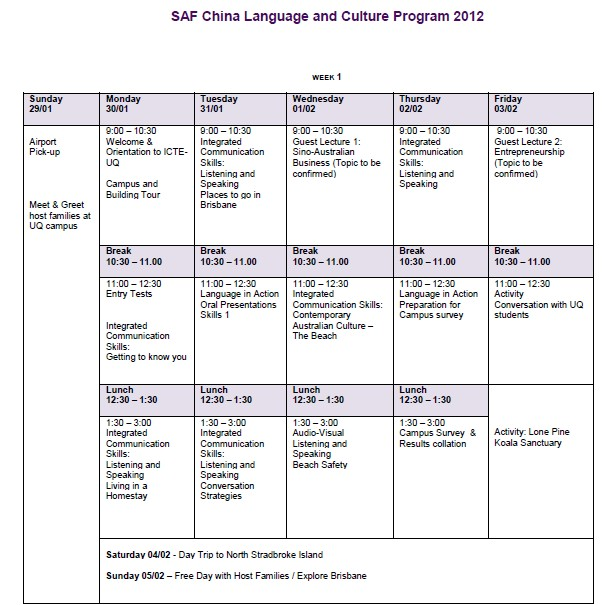 SAF China Language and Culture Program 2012
WEEK 1
Sunday
29/01
Monday
30/01
Tuesday
31/01
Wednesday
01/02
Thursday
02/02
Friday
03/02
Airport
Pick-up
Meet & Greet
host families at
UQ campus
9:00 – 10:30
Welcome &
Orientation to ICTE-
UQ
Campus and
Building Tour
9:00 – 10:30
Integrated
Communication
Skills:
Listening and
Speaking
Places to go in
Brisbane
9:00 – 10:30
Guest Lecture 1:
Sino-Australian
Business (Topic to be
confirmed)
9:00 – 10:30
Integrated
Communication
Skills:
Listening and
Speaking
9:00 – 10:30
Guest Lecture 2:
Entrepreneurship
(Topic to be
confirmed)
Break
10:30 – 11.00
Break
10:30 – 11.00
Break
10:30 – 11.00
Break
10:30 – 11.00
Break
10:30 – 11.00
11:00 – 12:30
Entry Tests
Integrated
Communication
Skills:
Getting to know you
11:00 – 12:30
Language in Action
Oral Presentations
Skills 1
11:00 – 12:30
Integrated
Communication Skills:
Contemporary
Australian Culture –
The Beach
11:00 – 12:30
Language in Action
Preparation for
Campus survey
11:00 – 12:30
Activity
Conversation with UQ
students
Lunch
12:30 – 1:30
Lunch
12:30 – 1:30
Lunch
12:30 – 1:30
Lunch
12:30 – 1:30
1:30 – 3:00
Integrated
Communication
Skills:
Listening and
Speaking
Living in a
Homestay
1:30 – 3:00
Integrated
Communication
Skills:
Listening and
Speaking
Conversation
Strategies
1:30 – 3:00
Audio-Visual
Listening and
Speaking
Beach Safety
1:30 – 3:00
Campus Survey &
Results collation
Activity: Lone Pine
Koala Sanctuary
Saturday 04/02 - Day Trip to North Stradbroke Island
Sunday 05/02 – Free Day with Host Families / Explore Brisbane